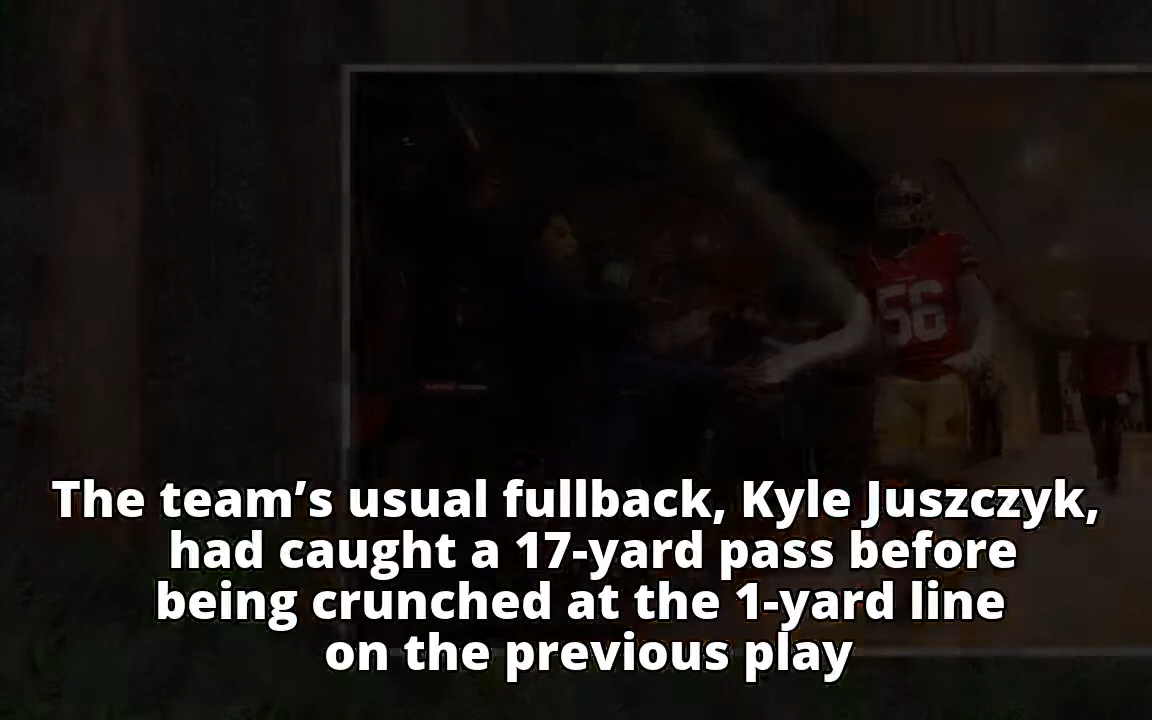 56
The team’s usual fullback, Kyle Juszczyk,
had caught a 17-yard pass before
being crunched at the 1-yard line
on the previous play